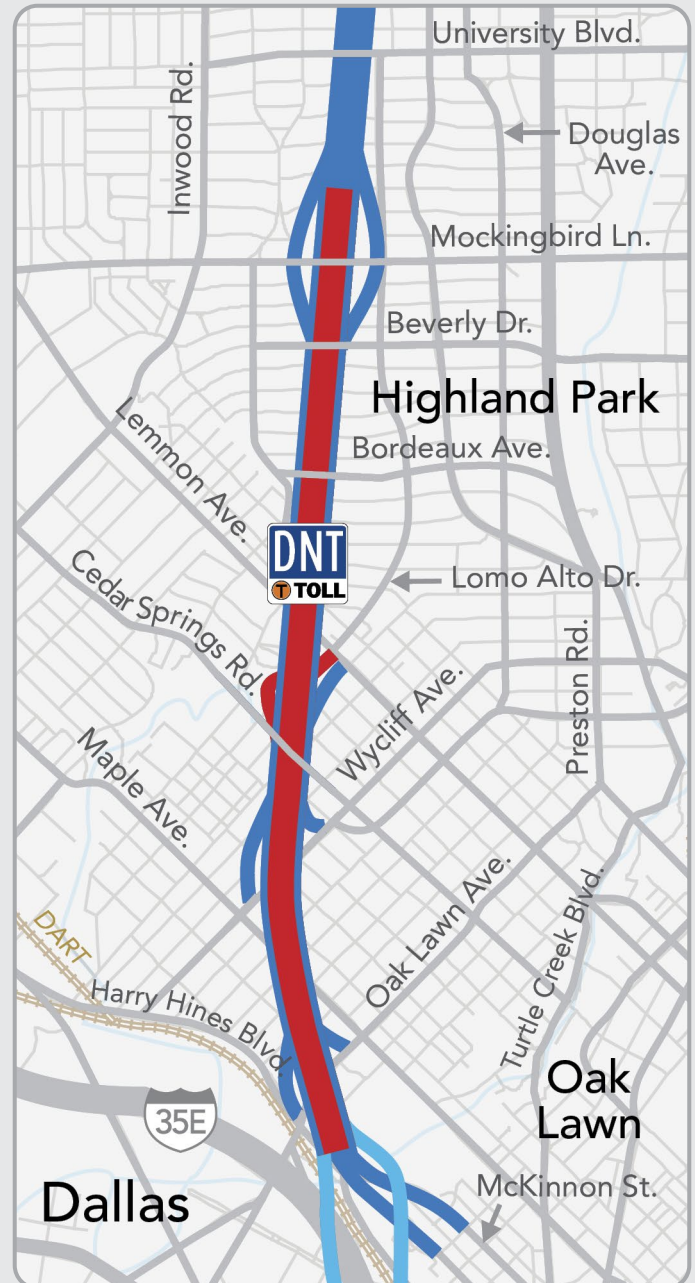 University Blvd.
Inwood Rd.
Douglas
Ave.
Mockingbird Ln.
Beverly Dr.
Highland Park
Lemmon Ave.
Bordeaux Ave.
DNT
T TOLL
Cedar Springs Rd.
Lomo Alto Dr.
Preston Rd.
Wycliff Ave.
Maple Ave.
Oak Lawn Ave.
Turtle Creek Blvd.
DART
Harry Hines Blvd.
Oak
Lawn
35E
Dallas
McKinnon St.